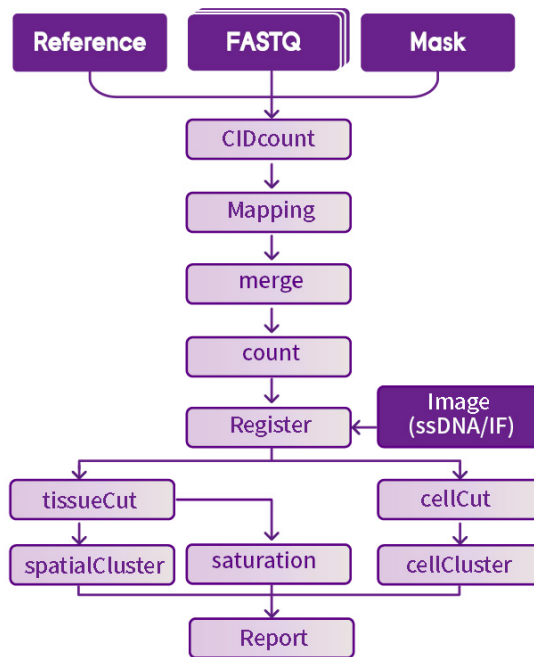 Reference
FASTQ
Mask
CIDcount
Mapping
merge
count
Register
Image
(ssDNA/IF)
tissueCut
cellCut
spatialCluster
saturation
cellCluster
Report